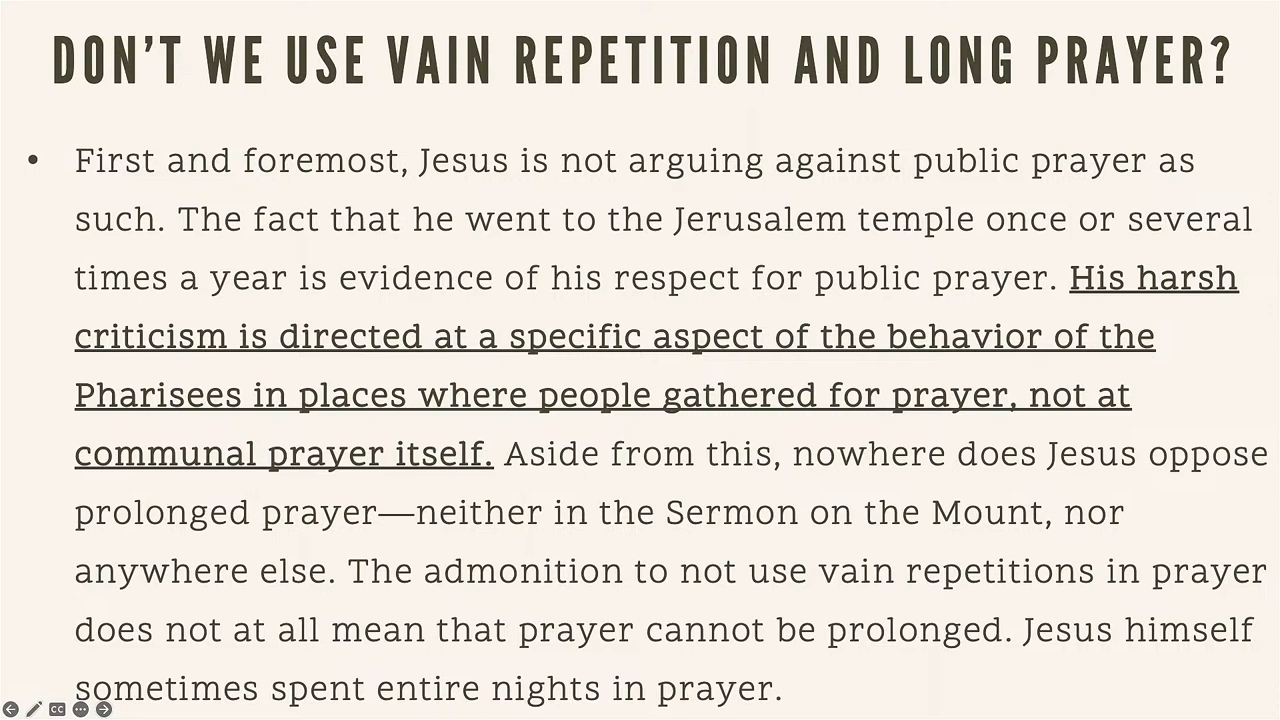 DON’T WE USE VAIN REPETITION AND LONG PRAYER?
• First and foremost, Jesus is not arguing against public prayer as
such. The fact that he went to the Jerusalem temple once or several
times a year is evidence of his respect for public prayer. His harsh
criticism is directed at a specific aspect of the behavior of the
Pharisees in places where people gathered for prayer, not at
communal prayer itself. Aside from this, nowhere does Jesus oppose
prolonged prayer—neither in the Sermon on the Mount, nor
anywhere else. The admonition to not use vain repetitions in prayer
does not at all mean that prayer cannot be prolonged. Jesus himself
sometimes spent entire nights in prayer.
CC